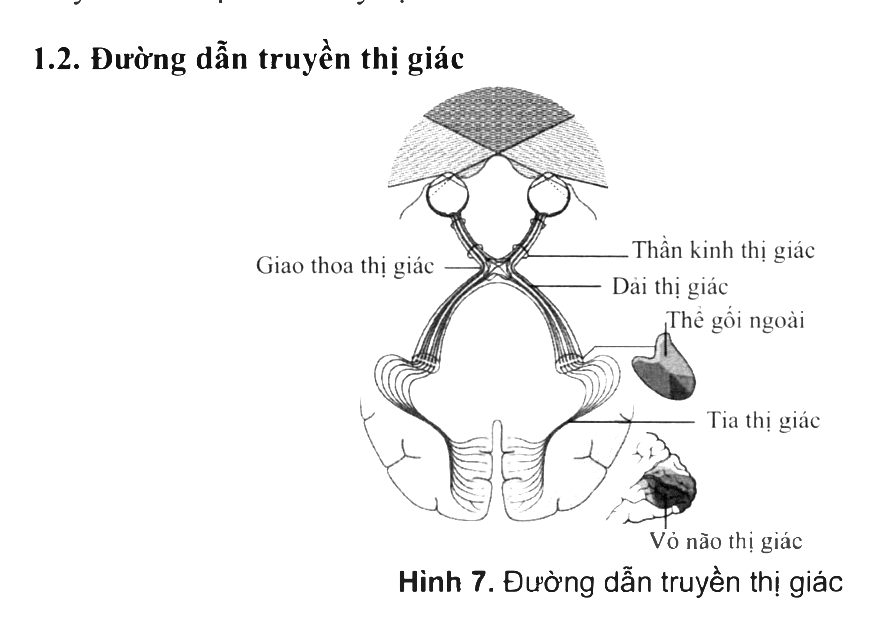 1.2. Đường dẫn truyền thị giác
Thần kinh thị giác
Giao thoa thị giác
Dải thị giác
Thể gối ngoài
Tia thị giác
Vỏ não thị giác
Hình 7. Đường dẫn truyền thị giác